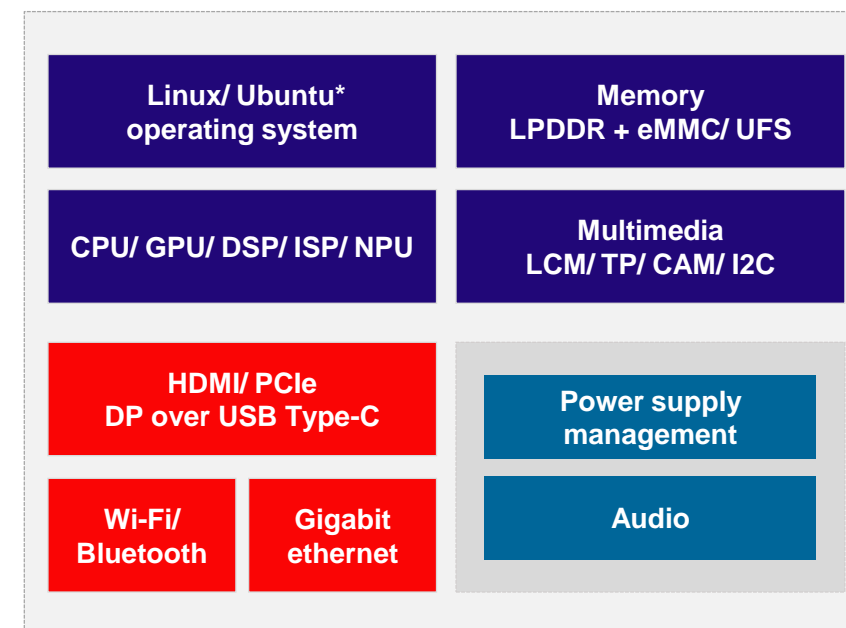 Linux/ Ubuntu*
operating system
Memory
LPDDR + eMMC/ UFS
CPU/ GPU/ DSP/ ISP/ NPU
Multimedia
LCM/ TP/ CAM/ I2C
HDMI/ PCIe
DP over USB Type-C
Power supply
management
Wi-Fi/
Bluetooth
Gigabit
ethernet
Audio